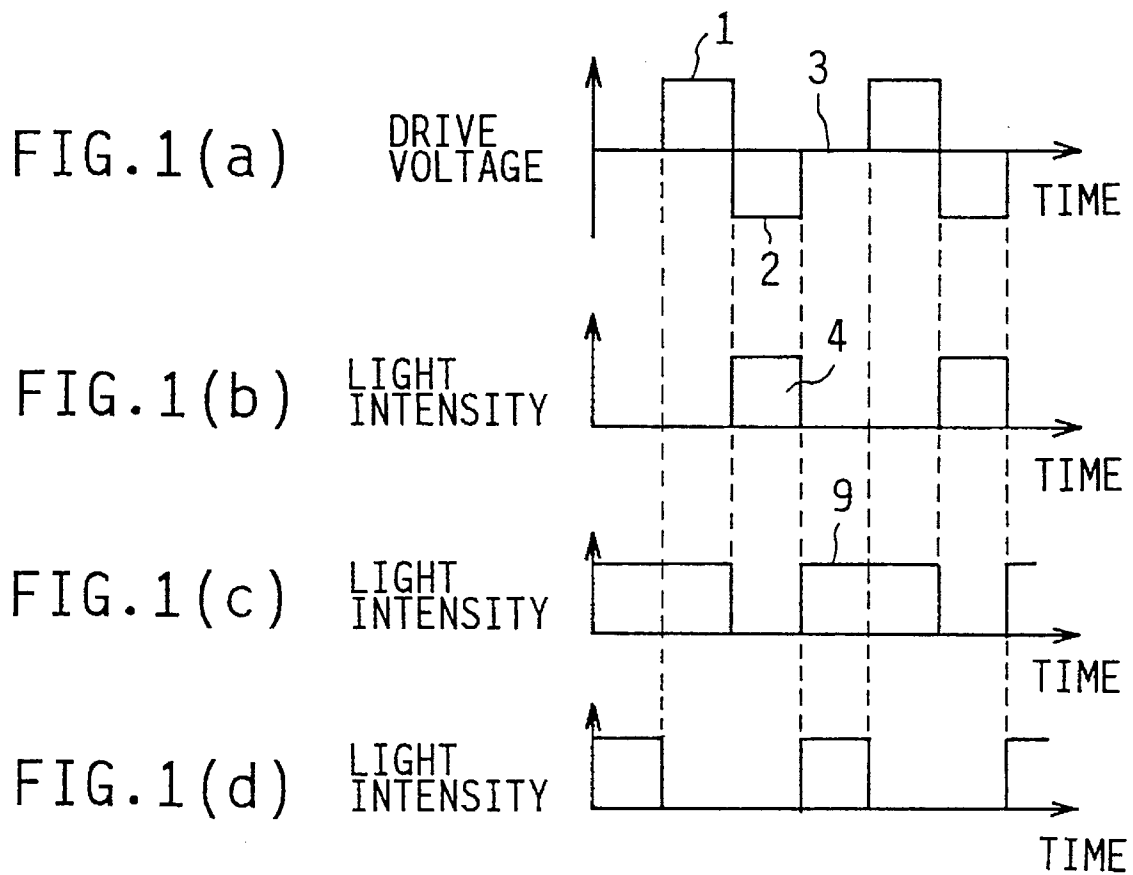 1
3
FIG.1(a)
DRIVE
VOLTAGE
TIME
2
4
FIG.1(b)
LIGHT
INTENSITY
TIME
9
FIG.1(c)
LIGHT
INTENSITY
TIME
FIG.1(d)
LIGHT
INTENSITY
TIME